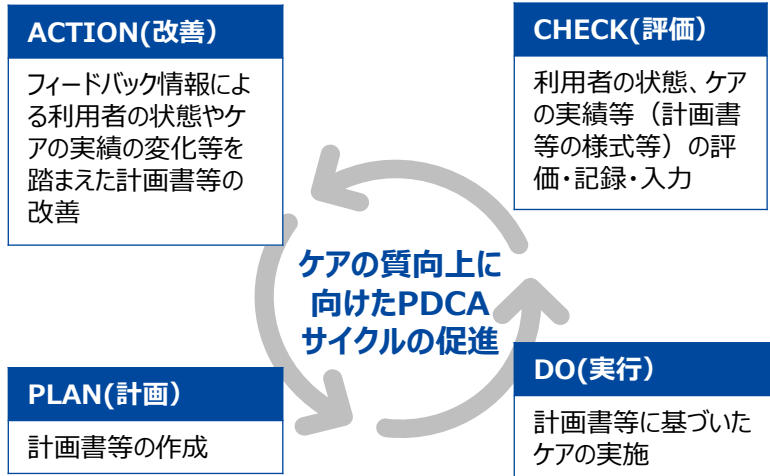 ACTION(改善）
フィードバック情報によ
る利用者の状態やケ
アの実績の変化等を
踏まえた計画書等の
改善
CHECK(評価）
利用者の状態、ケア
の実績等（計画書
等の様式等）の評
価・記録・入力
ケアの質向上に
向けたPDCA
サイクルの促進
PLAN(計画）
計画書等の作成
DO(実行）
計画書等に基づいた
ケアの実施